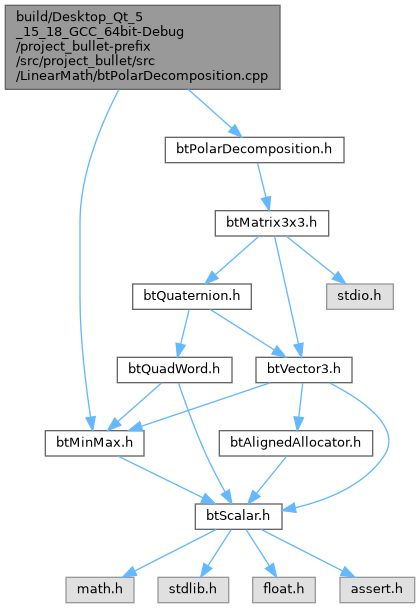 build/Desktop_Qt_5
_15_18_GCC_64bit-Debug
/project_bullet-prefix
/src/project_bullet/src
/LinearMath/btPolarDecomposition.cpp
btPolarDecomposition.h
btMatrix3x3.h
btQuaternion.h
stdio.h
btQuadWord.h
btVector3.h
btMinMax.h
btAlignedAllocator.h
btScalar.h
math.h
stdlib.h
float.h
assert.h